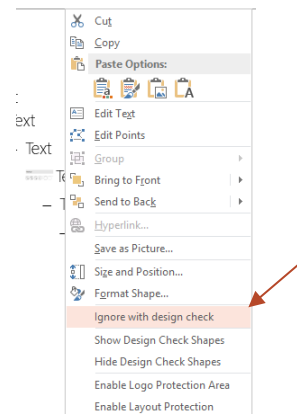 Cut
Copy
Paste Options:
A
Edit Text
ext
Edit Points
Text
Group
Te
Bring to Front
Send to Back
Hyperlink...
Save as Picture...
Size and Position...
Format Shape...
Ignore with design check
Show Design Check Shapes
Hide Design Check Shapes
Enable Logo Protection Area
Enable Layout Protection